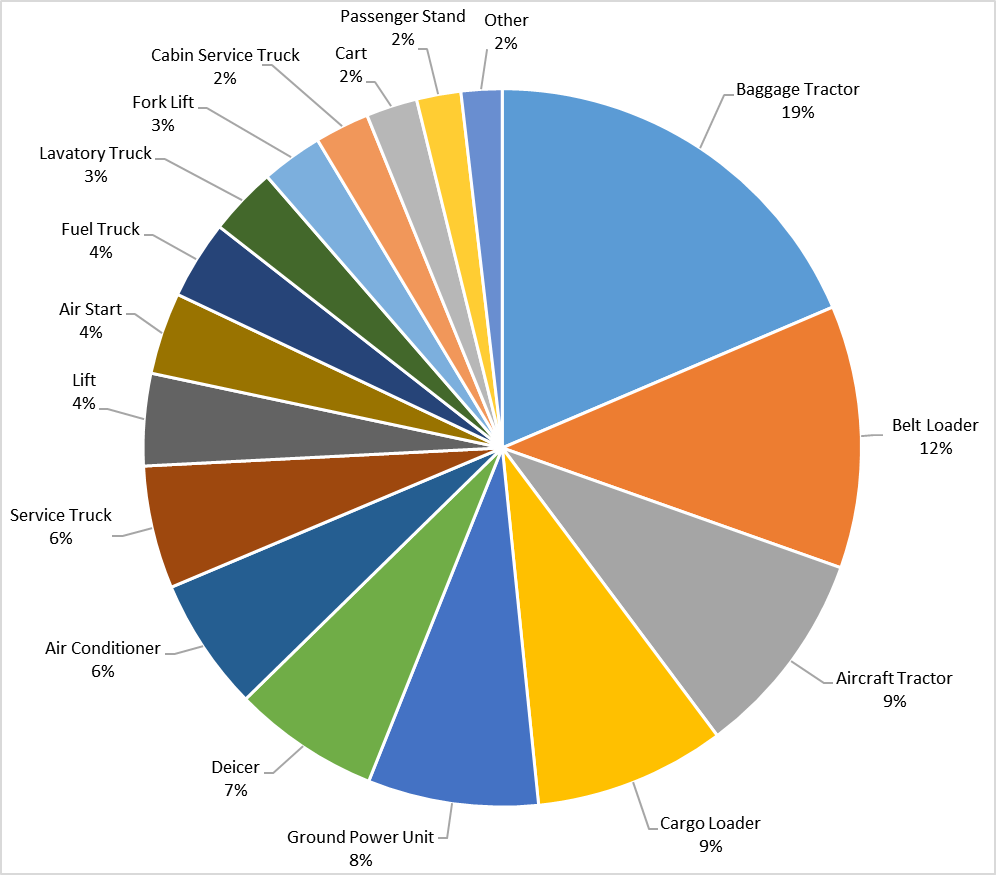 Baggage Tractor
19%
Belt Loader
12%
Aircraft Tractor
9%
Cargo Loader
9%
Ground Power Unit
8%
Deicer
7%
Air Conditioner
6%
Service Truck
6%
Lift
4%
Air Start
4%
Fuel Truck
4%
Lavatory Truck
3%
Fork Lift
3%
Cabin Service Truck
2%
Cart
2%
Passenger Stand
2%
Other
2%